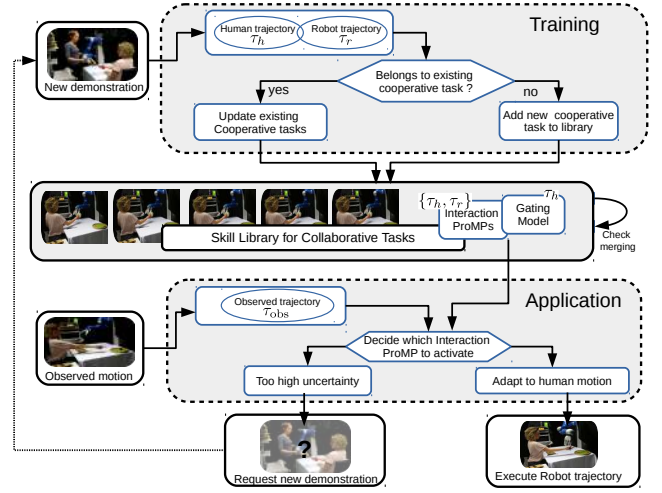 Training
Human trajectory
τh
Robot trajectory
τr
New demonstration
Belongs to existing
cooperative task ?
yes
no
Update existing
Cooperative tasks
Add new cooperative
task to library
{τh, τr}
τh
Interaction
ProMPs
Gating
Model
Skill Library for Collaborative Tasks
Check
merging
Application
Observed trajectory
τobs
Observed motion
Decide which Interaction
ProMP to activate
Too high uncertainty
Adapt to human motion
?
Request new demonstration
Execute Robot trajectory